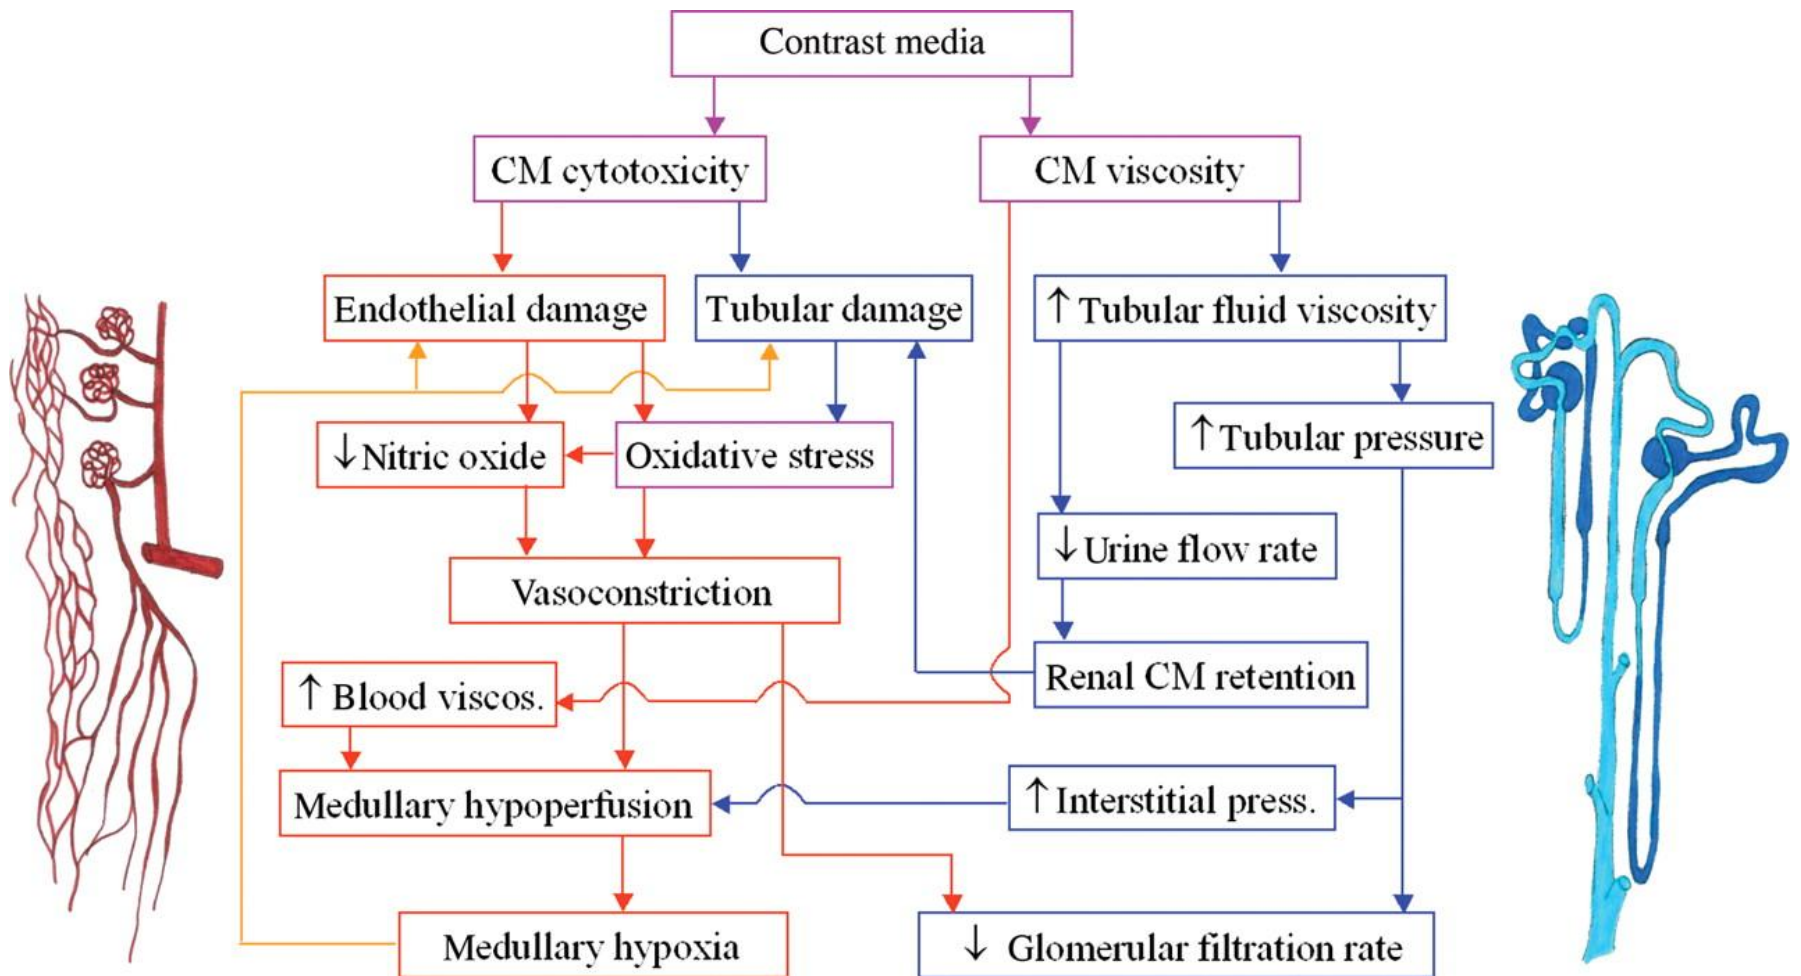 Contrast media
CM cytotoxicity
CM viscosity
Endothelial damage
Tubular damage
↑ Tubular fluid viscosity
↓ Nitric oxide
Oxidative stress
↑ Tubular pressure
↓ Urine flow rate
Vasoconstriction
Renal CM retention
↑ Blood viscos.
Medullary hypoperfusion
↑ Interstitial press.
Medullary hypoxia
↓ Glomerular filtration rate